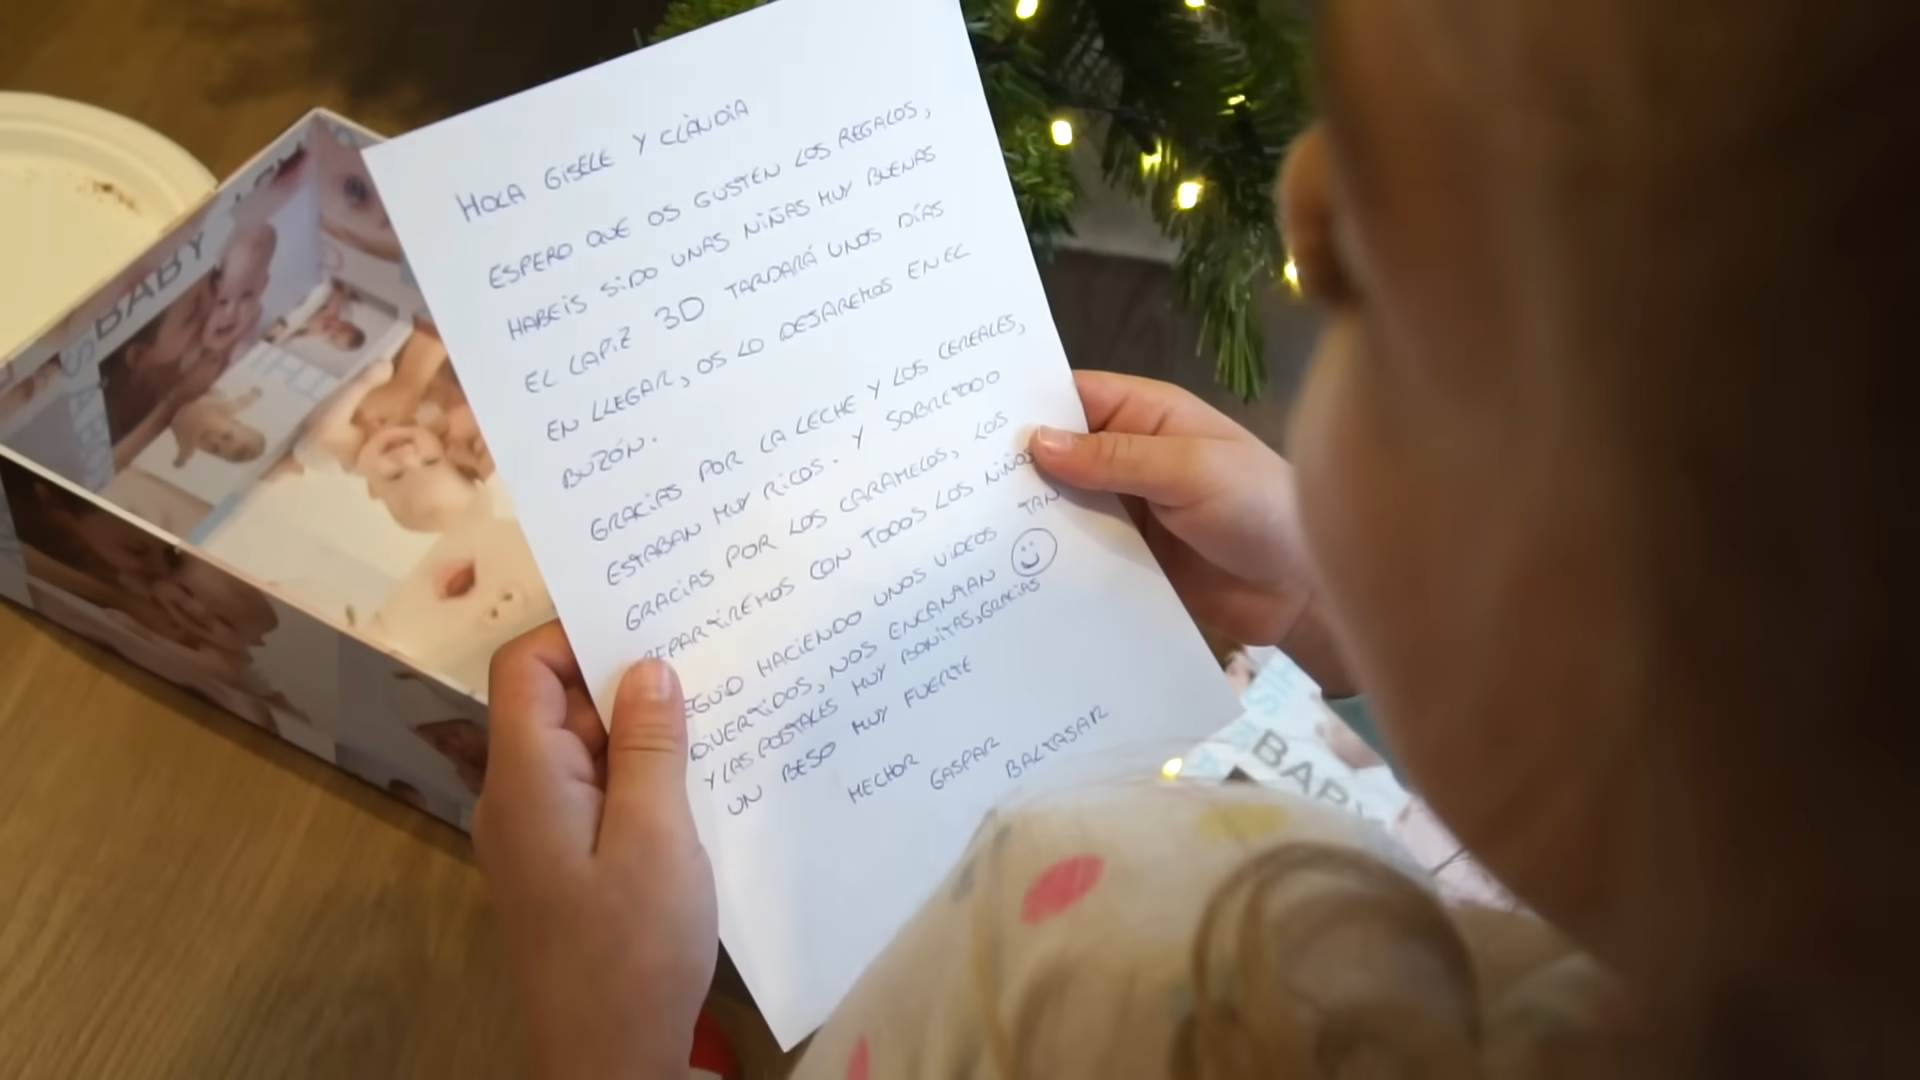 HOLA GISELE Y CLÀUDIA
ESPERO QUE OS GUSTEN LOS REGALOS,
HABEIS SIDO UNAS NIÑAS MUY BUENAS
EL LAPIZ 3D TARDARÁ UNOS DÍAS
EN LLEGAR, OS LO DEJAREMOS EN EL
BUZÓN.
GRACIAS POR LA LECHE Y LOS CEREALES,
ESTABAN MUY RICOS. Y SOBRETODO
GRACIAS POR LOS CARAMELOS, LOS
REPARTIREMOS CON TODOS LOS NIÑOS
EGUID HACIENDO UNOS VIDEOS TAN
DIVERTIDOS, NOS ENCANTAN
Y LAS POSTALES MUY BONITAS, GRACIAS
UN BESO MUY FUERTE
MELCHOR GASPAR BALTASAR
BABY
BABY